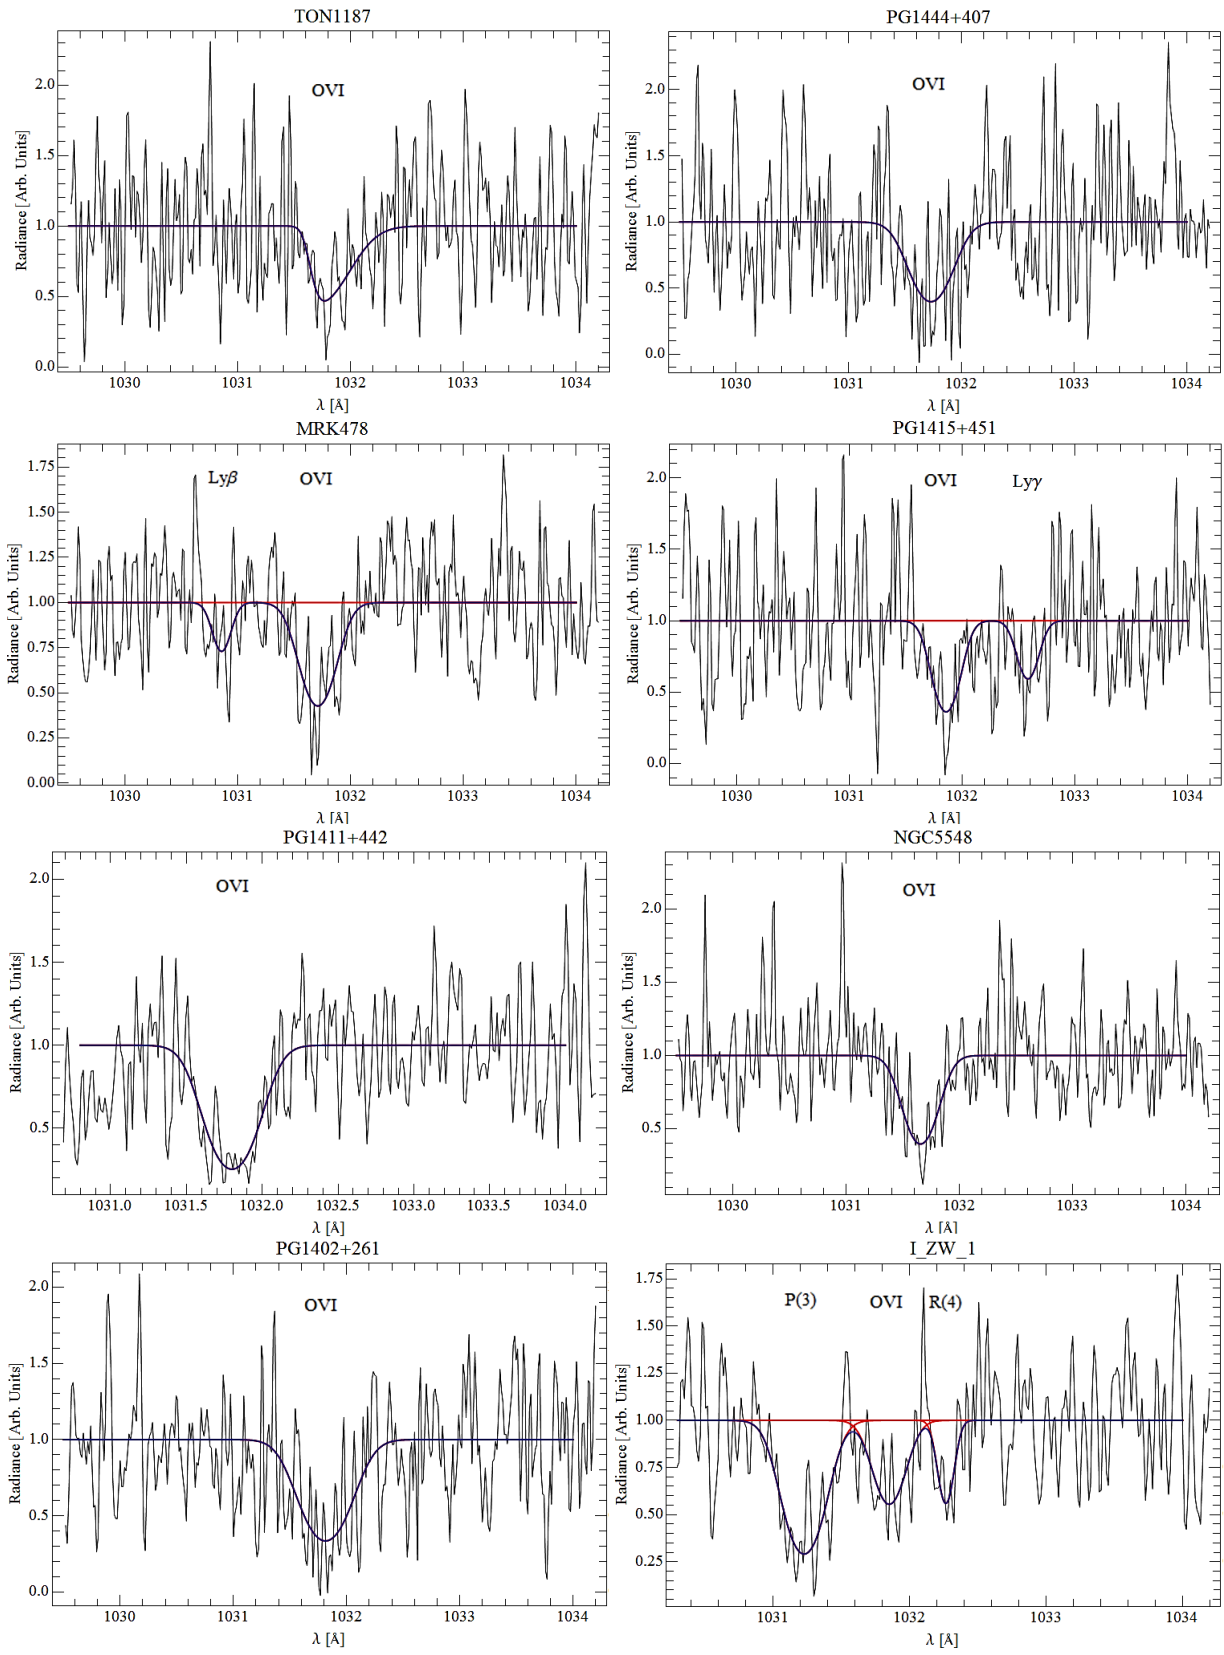 TON1187
OVI
2.0
1.5
1.0
0.5
0.0
Radiance [Arb. Units]
1030 1031 1032 1033 1034
λ [Å]
PG1444+407
OVI
2.0
1.5
1.0
0.5
0.0
Radiance [Arb. Units]
1030 1031 1032 1033 1034
λ [Å]
MRK478
Lyβ OVI
1.75
1.50
1.25
1.00
0.75
0.50
0.25
0.00
Radiance [Arb. Units]
1030 1031 1032 1033 1034
λ [Å]
PG1415+451
OVI Lyγ
2.0
1.5
1.0
0.5
0.0
Radiance [Arb. Units]
1030 1031 1032 1033 1034
λ [Å]
PG1411+442
OVI
2.0
1.5
1.0
0.5
Radiance [Arb. Units]
1031.0 1031.5 1032.0 1032.5 1033.0 1033.5 1034.0
λ [Å]
NGC5548
OVI
2.0
1.5
1.0
0.5
Radiance [Arb. Units]
1030 1031 1032 1033 1034
λ [Å]
PG1402+261
OVI
2.0
1.5
1.0
0.5
0.0
Radiance [Arb. Units]
1030 1031 1032 1033 1034
λ [Å]
I_ZW_1
P(3) OVI R(4)
1.75
1.50
1.25
1.00
0.75
0.50
0.25
Radiance [Arb. Units]
1031 1032 1033 1034
λ [Å]